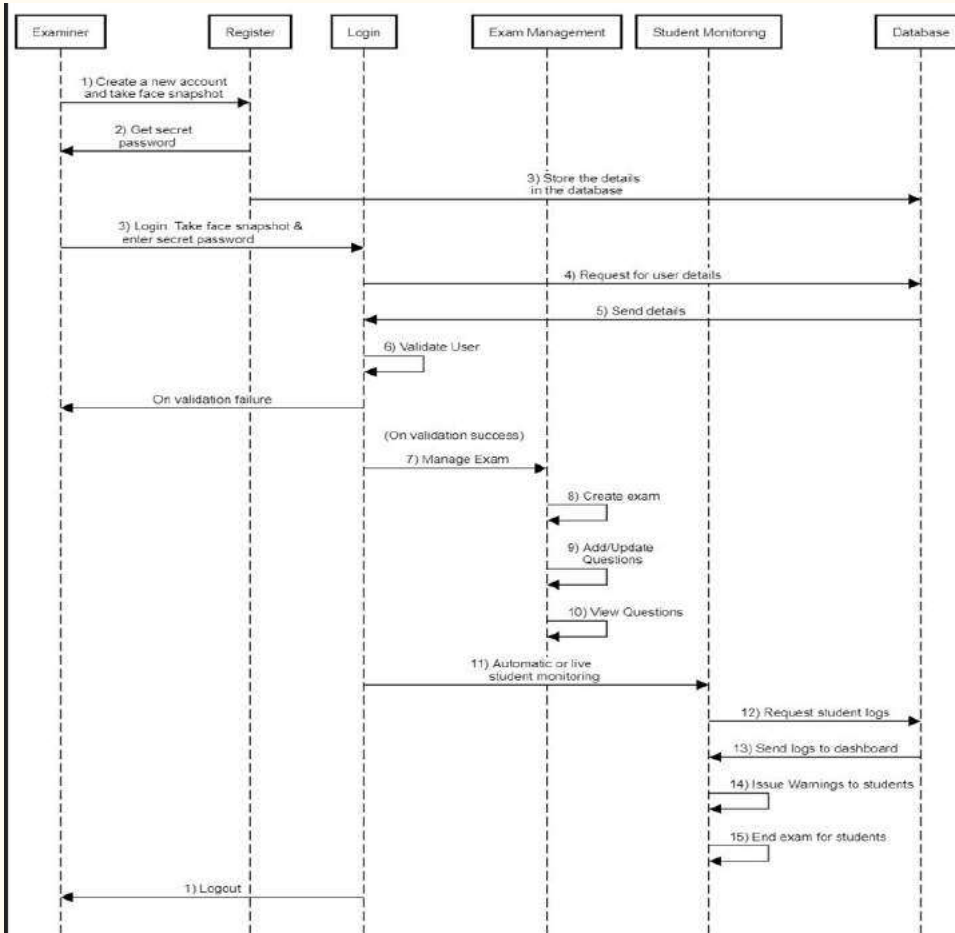 Examiner
Register
Login
Exam Management
Student Monitoring
Database
1) Create a new account
and take face snapshot
2) Get secret
password
3) Store the details
in the database
3) Login Take face snapshot &
enter secret password
4) Request for user details
5) Send details
6) Validate User
On validation failure
(On validation success)
7) Manage Exam
8) Create exam
9) Add/Update
Questions
10) View Questions
11) Automatic or live
student monitoring
12) Request student logs
13) Send logs to dashboard
14) Issue Warnings to students
15) End exam for students
1) Logout